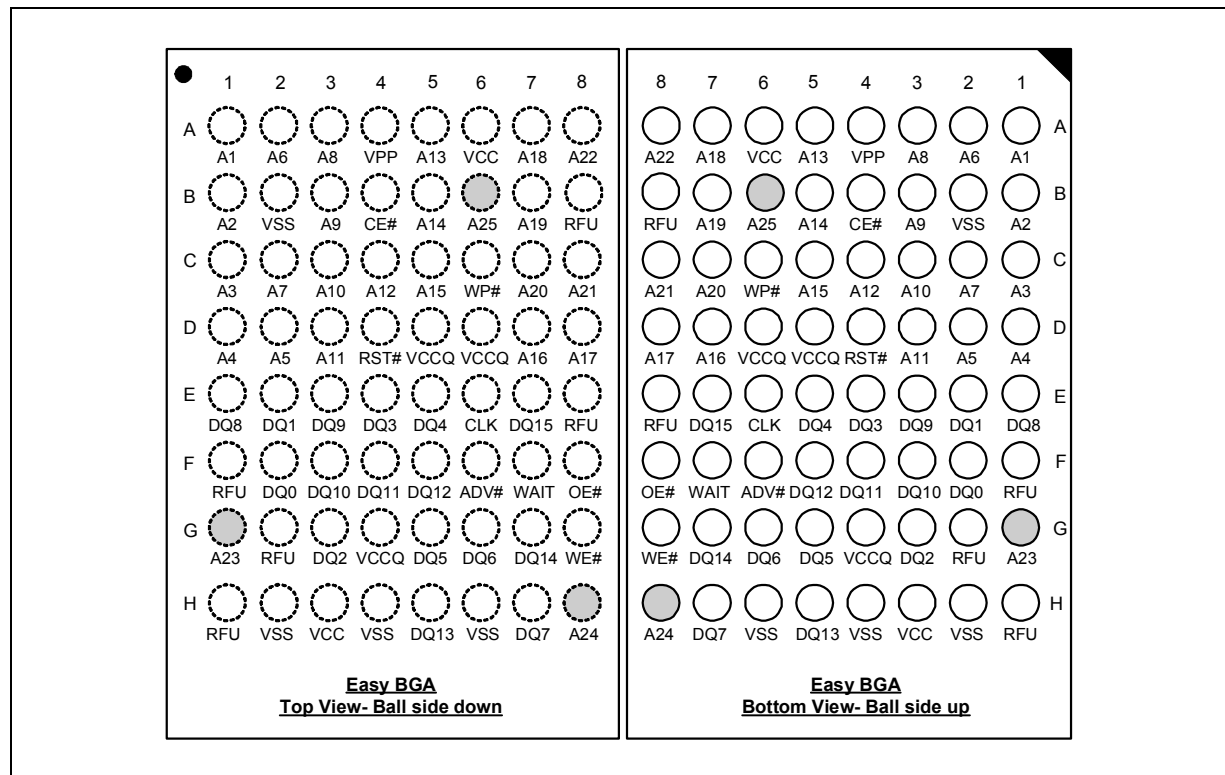 1 2 3 4 5 6 7 8
A
A1 A6 A8 VPP A13 VCC A18 A22
B
A2 VSS A9 CE# A14 A25 A19 RFU
C
A3 A7 A10 A12 A15 WP# A20 A21
D
A4 A5 A11 RST# VCCQ VCCQ A16 A17
E
DQ8 DQ1 DQ9 DQ3 DQ4 CLK DQ15 RFU
F
RFU DQ0 DQ10 DQ11 DQ12 ADV# WAIT OE#
G
A23 RFU DQ2 VCCQ DQ5 DQ6 DQ14 WE#
H
RFU VSS VCC VSS DQ13 VSS DQ7 A24
Easy BGA
Top View- Ball side down
8 7 6 5 4 3 2 1
A
A22 A18 VCC A13 VPP A8 A6 A1
B
RFU A19 A25 A14 CE# A9 VSS A2
C
A21 A20 WP# A15 A12 A10 A7 A3
D
A17 A16 VCCQ VCCQ RST# A11 A5 A4
E
RFU DQ15 CLK DQ4 DQ3 DQ9 DQ1 DQ8
F
OE# WAIT ADV# DQ12 DQ11 DQ10 DQ0 RFU
G
WE# DQ14 DQ6 DQ5 VCCQ DQ2 RFU A23
H
A24 DQ7 VSS DQ13 VSS VCC VSS RFU
Easy BGA
Bottom View- Ball side up